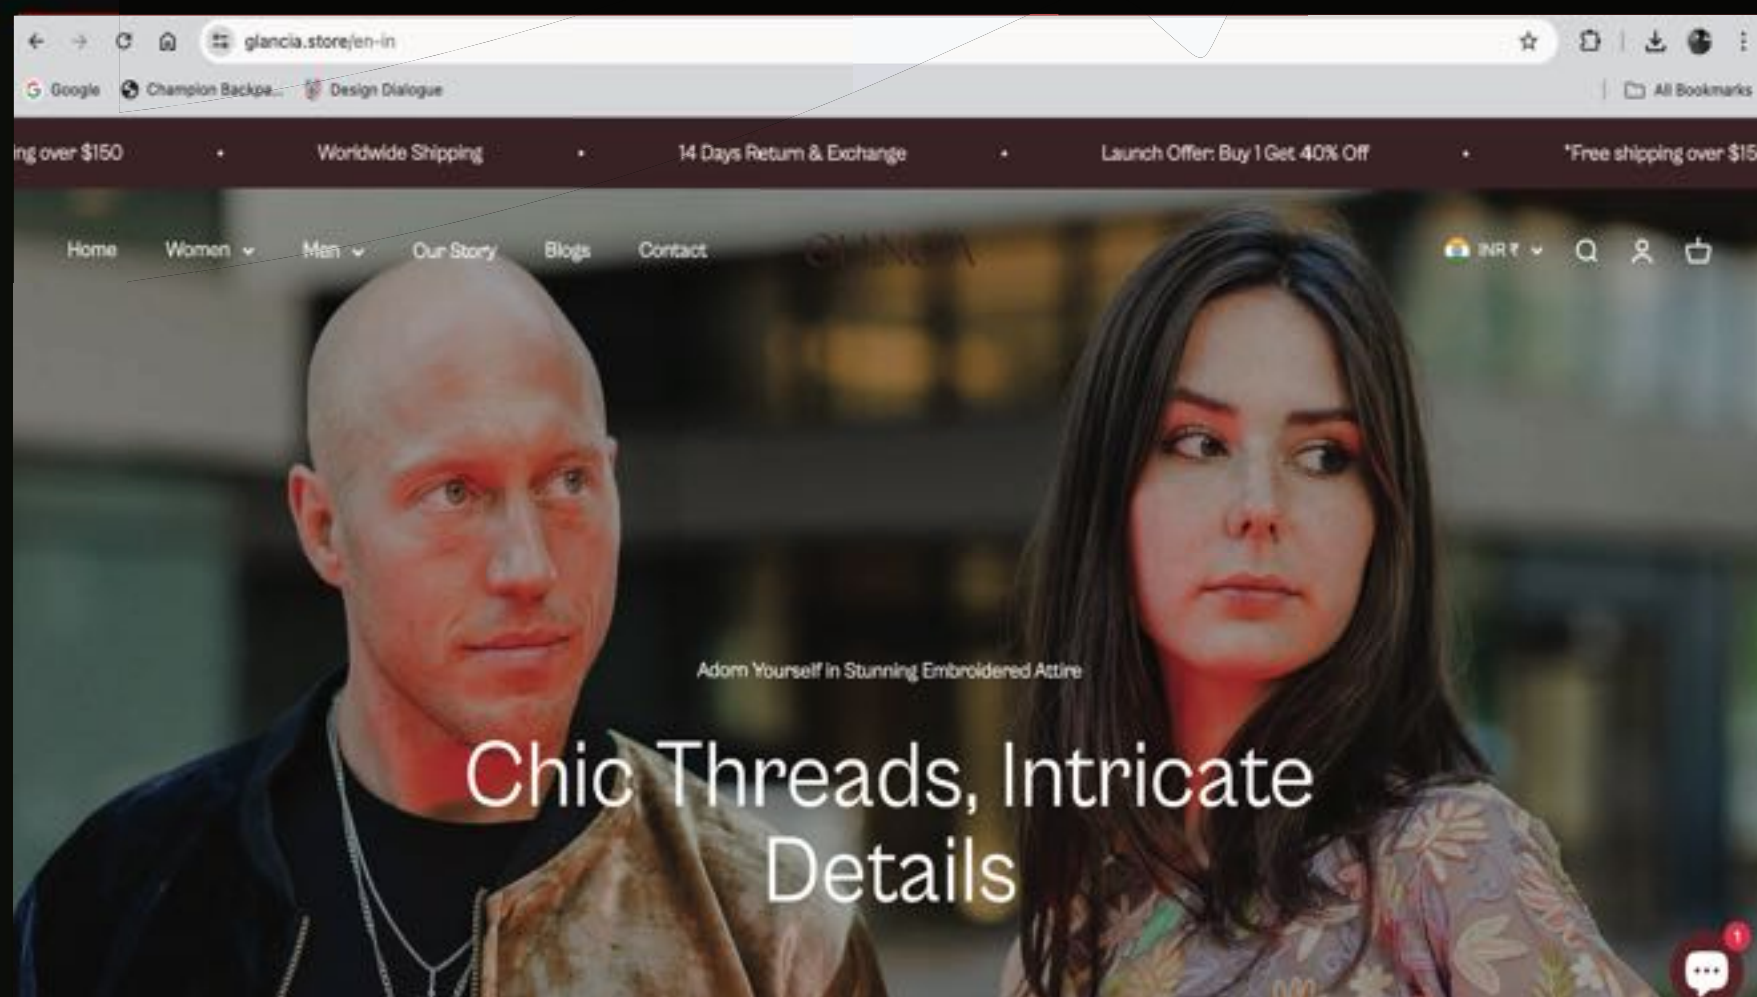 glancia.store/en-in
Google Champion Backpa... Design Dialogue All Bookmarks
ing over $150 • Worldwide Shipping • 14 Days Return & Exchange • Launch Offer: Buy 1 Get 40% Off • *Free shipping over $15
Home Women Men Our Story Blogs Contact GLANCIA INR ₹
Adorn Yourself in Stunning Embroidered Attire
Chic Threads, Intricate
Details
1